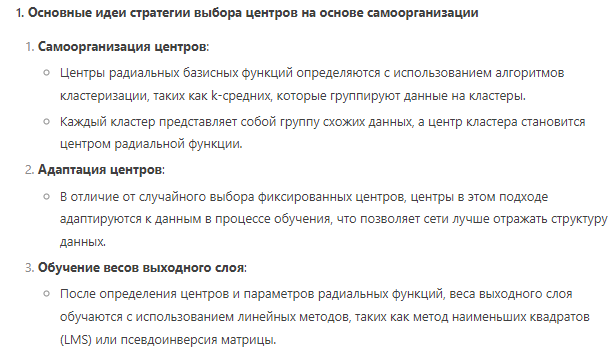 1. Основные идеи стратегии выбора центров на основе самоорганизации
1. Самоорганизация центров:
Центры радиальных базисных функций определяются с использованием алгоритмов
кластеризации, таких как k-средних, которые группируют данные на кластеры.
Каждый кластер представляет собой группу схожих данных, а центр кластера становится
центром радиальной функции.
2. Адаптация центров:
В отличие от случайного выбора фиксированных центров, центры в этом подходе
адаптируются к данным в процессе обучения, что позволяет сети лучше отражать структуру
данных.
3. Обучение весов выходного слоя:
После определения центров и параметров радиальных функций, веса выходного слоя
обучаются с использованием линейных методов, таких как метод наименьших квадратов
(LMS) или псевдоинверсия матрицы.